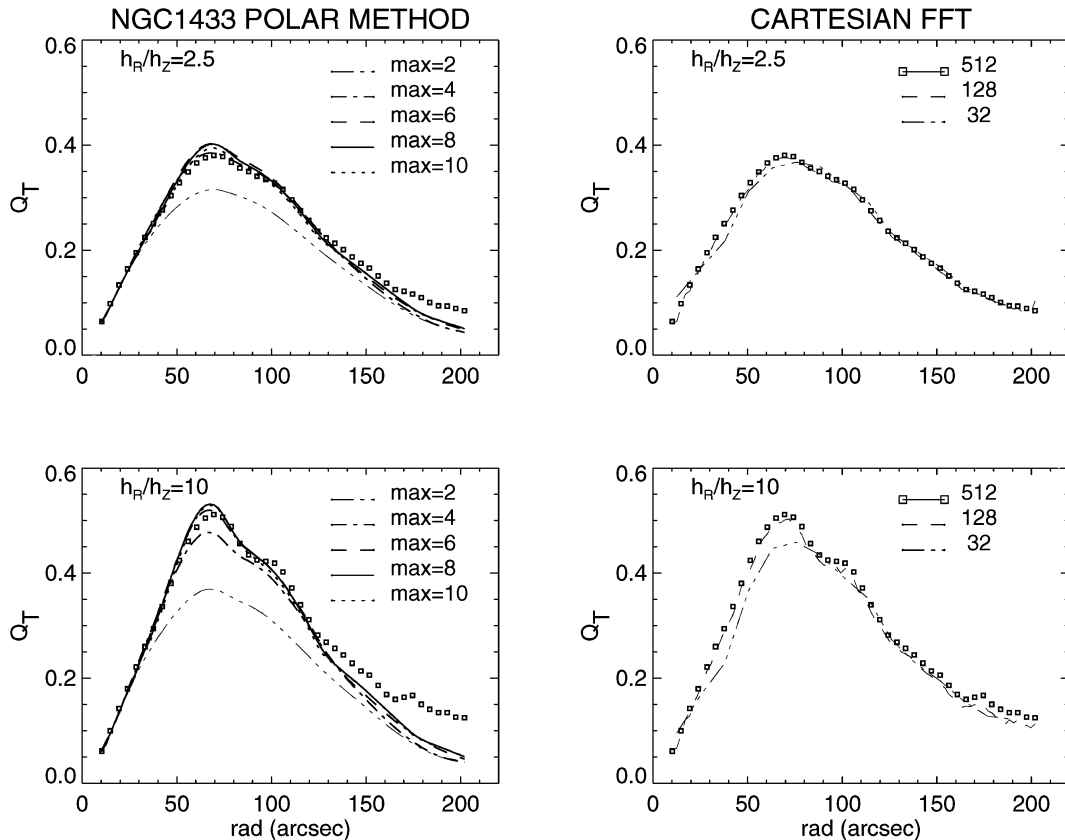 NGC1433 POLAR METHOD
h_R/h_Z=2.5
max=2
max=4
max=6
max=8
max=10
0.6
0.4
0.2
0.0
Q_T
0 50 100 150 200
CARTESIAN FFT
h_R/h_Z=2.5
512
128
32
0.6
0.4
0.2
0.0
Q_T
0 50 100 150 200
h_R/h_Z=10
max=2
max=4
max=6
max=8
max=10
0.6
0.4
0.2
0.0
Q_T
0 50 100 150 200
rad (arcsec)
h_R/h_Z=10
512
128
32
0.6
0.4
0.2
0.0
Q_T
0 50 100 150 200
rad (arcsec)